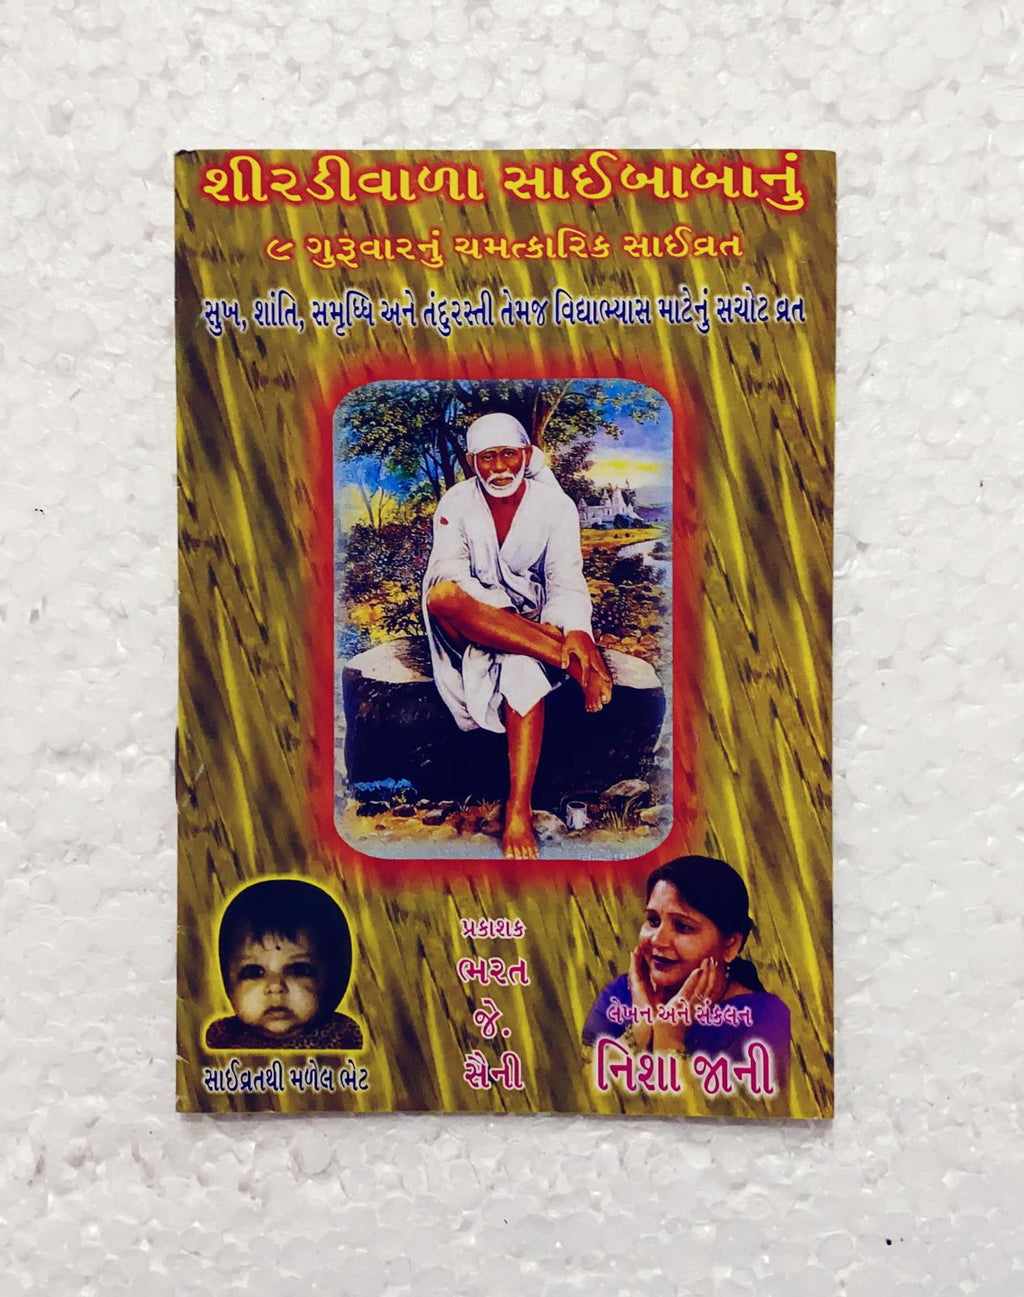 શીરડીવાળા સાઈબાબાનું
૯ ગુરૂવારનું ચમત્કારિક સાઈવ્રત
સુખ, શાંતિ, સમૃધ્ધિ અને તંદુરસ્તી તેમજ વિદ્યાભ્યાસ માટેનું સચોટ વ્રત
સાઈવ્રતથી મળેલ ભેટ
પ્રકાશક
ભરત
જે.
સૈની
લેખન અને સંકલન
નિશા જાની